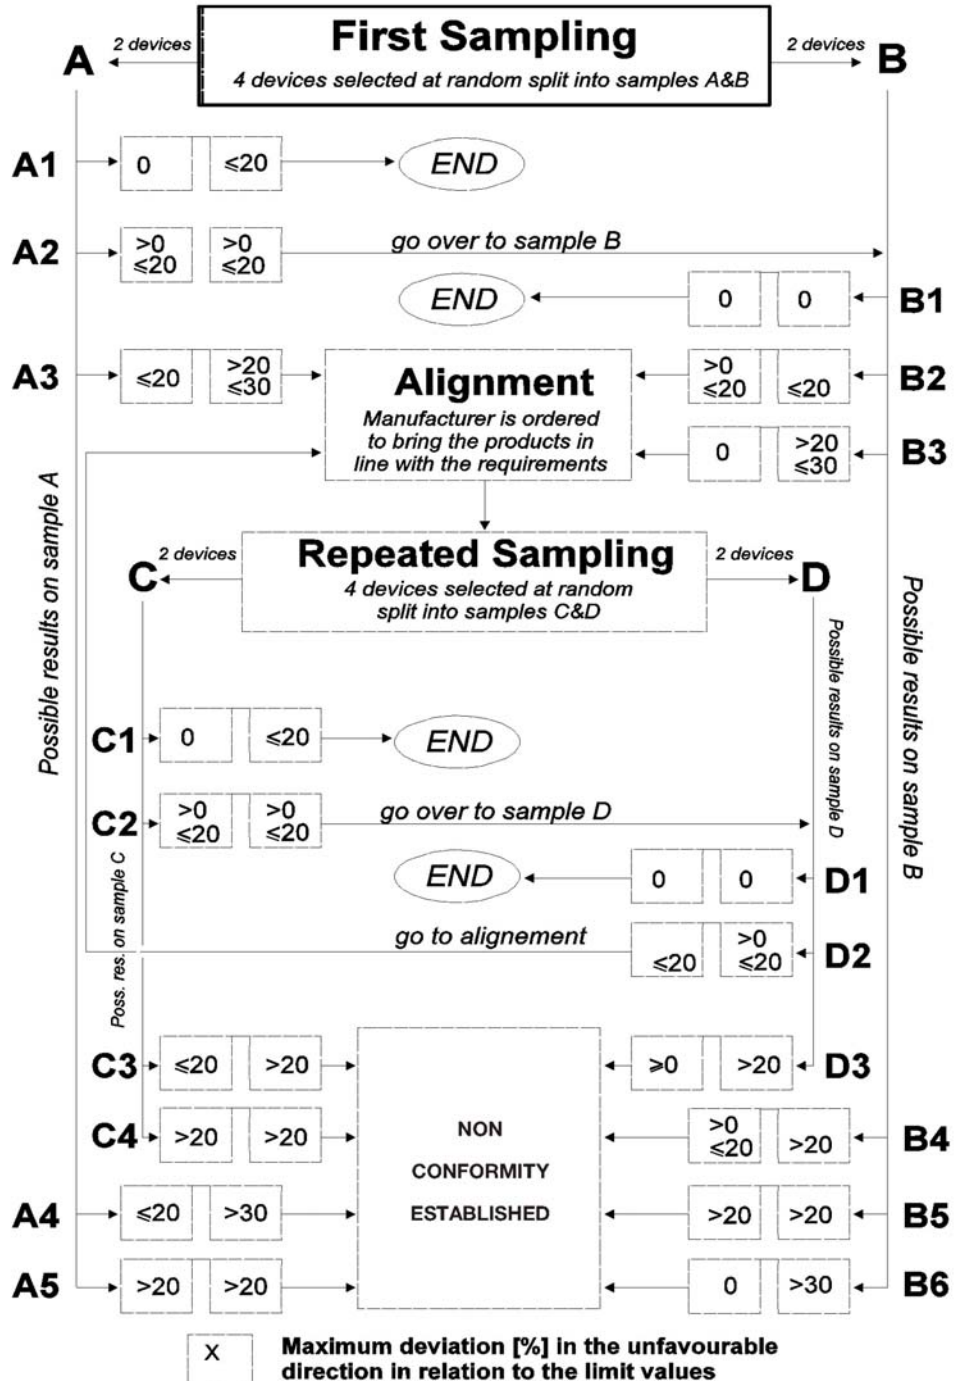 First Sampling
4 devices selected at random split into samples A&B
A
2 devices
2 devices
B
A1
0
≤20
END
A2
>0
≤20
>0
≤20
go over to sample B
END
0
0
B1
A3
≤20
>20
≤30
Alignment
Manufacturer is ordered
to bring the products in
line with the requirements
>0
≤20
≤20
B2
0
>20
≤30
B3
Possible results on sample A
Possible results on sample B
C
2 devices
Repeated Sampling
4 devices selected at random
split into samples C&D
2 devices
D
Possible results on sample D
C1
0
≤20
END
C2
>0
≤20
>0
≤20
go over to sample D
Poss. res. on sample C
END
0
0
D1
go to alignement
≤20
>0
≤20
D2
C3
≤20
>20
≥0
>20
D3
C4
>20
>20
NON
CONFORMITY
ESTABLISHED
>0
≤20
>20
B4
A4
≤20
>30
>20
>20
B5
A5
>20
>20
0
>30
B6
X
Maximum deviation [%] in the unfavourable
direction in relation to the limit values